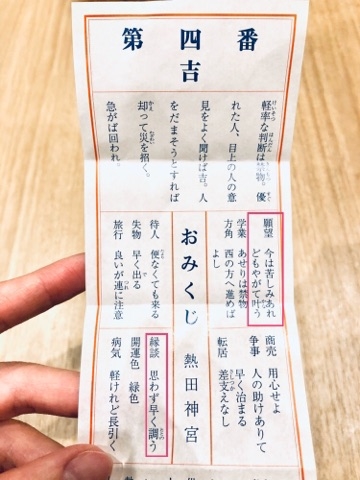 第四番
吉
軽率な判断は禁物。優
れた人、目上の人の意
見をよく聞けば吉。人
をだまそうとすれば
却って災を招く。
急がば回われ。
願望 今は苦しみあれ
どもやがて叶う
学業 あせりは禁物
方角 西の方へ進めば
よし
おみくじ 熱田神宮
待人 便なくても来る
失物 早く出る
旅行 良いが連に注意
商売 用心せよ
争事 人の助けありて
早く治まる
転居 差支えなし
縁談 思わず早く調う
開運色 緑色
病気 軽けれど長引く